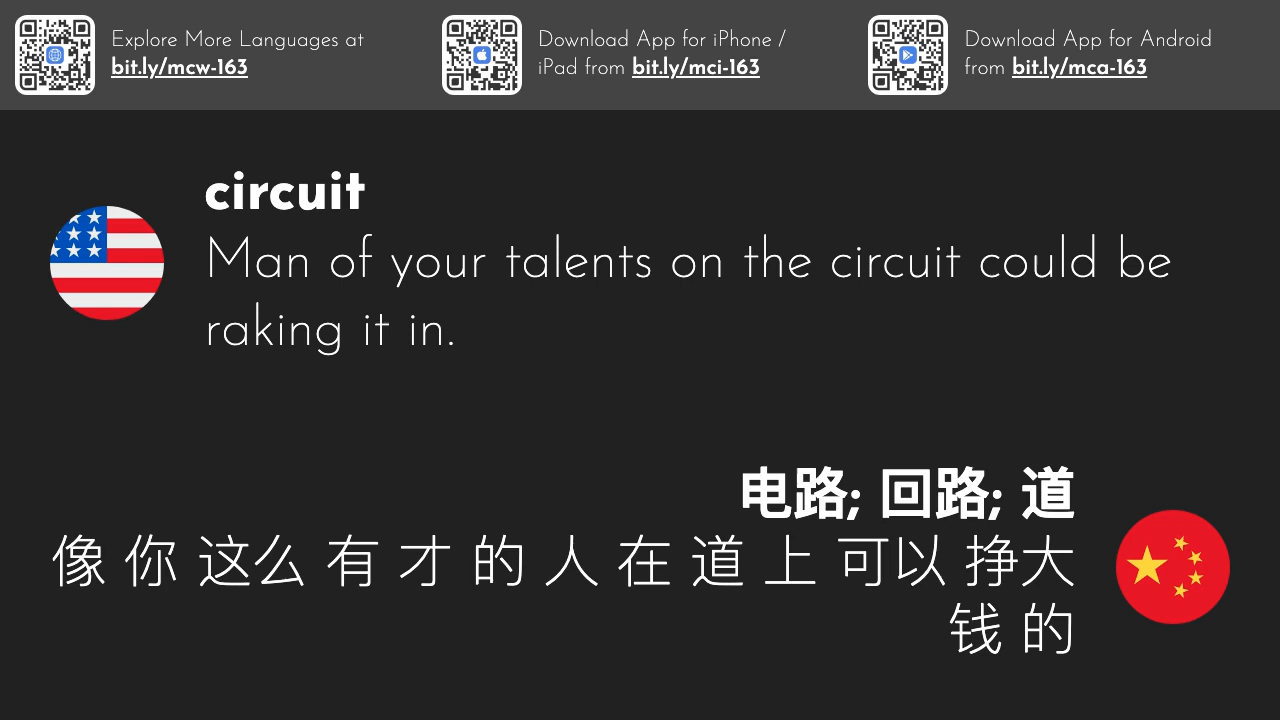 Explore More Languages at
bit.ly/mcw-163
Download App for iPhone /
iPad from bit.ly/mci-163
Download App for Android
from bit.ly/mca-163
circuit
Man of your talents on the circuit could be
raking it in.
电路; 回路; 道
像 你 这么 有 才 的 人 在 道 上 可以 挣大
钱 的